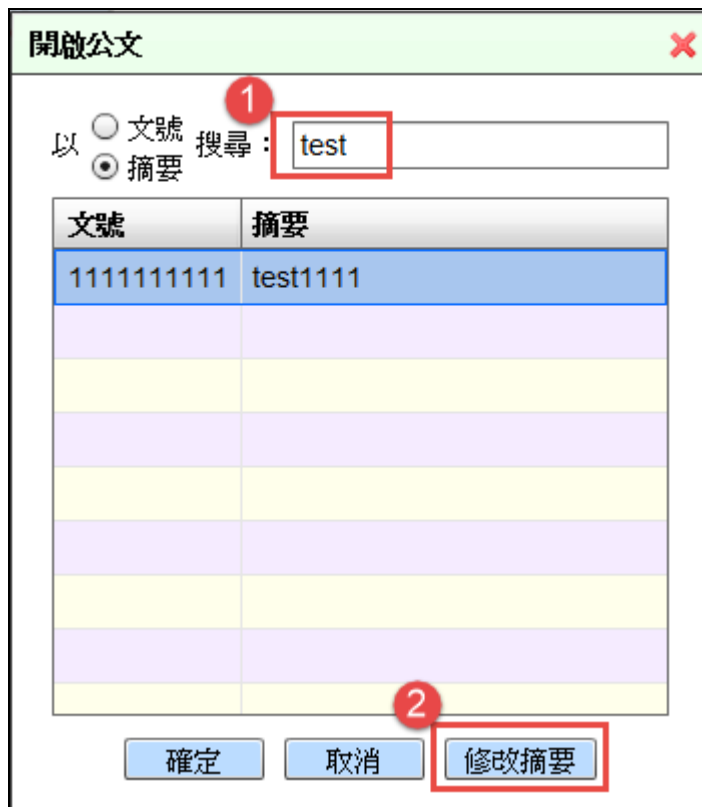 開啟公文
1
以 文號 搜尋： test
摘要
文號 摘要
1111111111 test1111
2
確定 取消 修改摘要